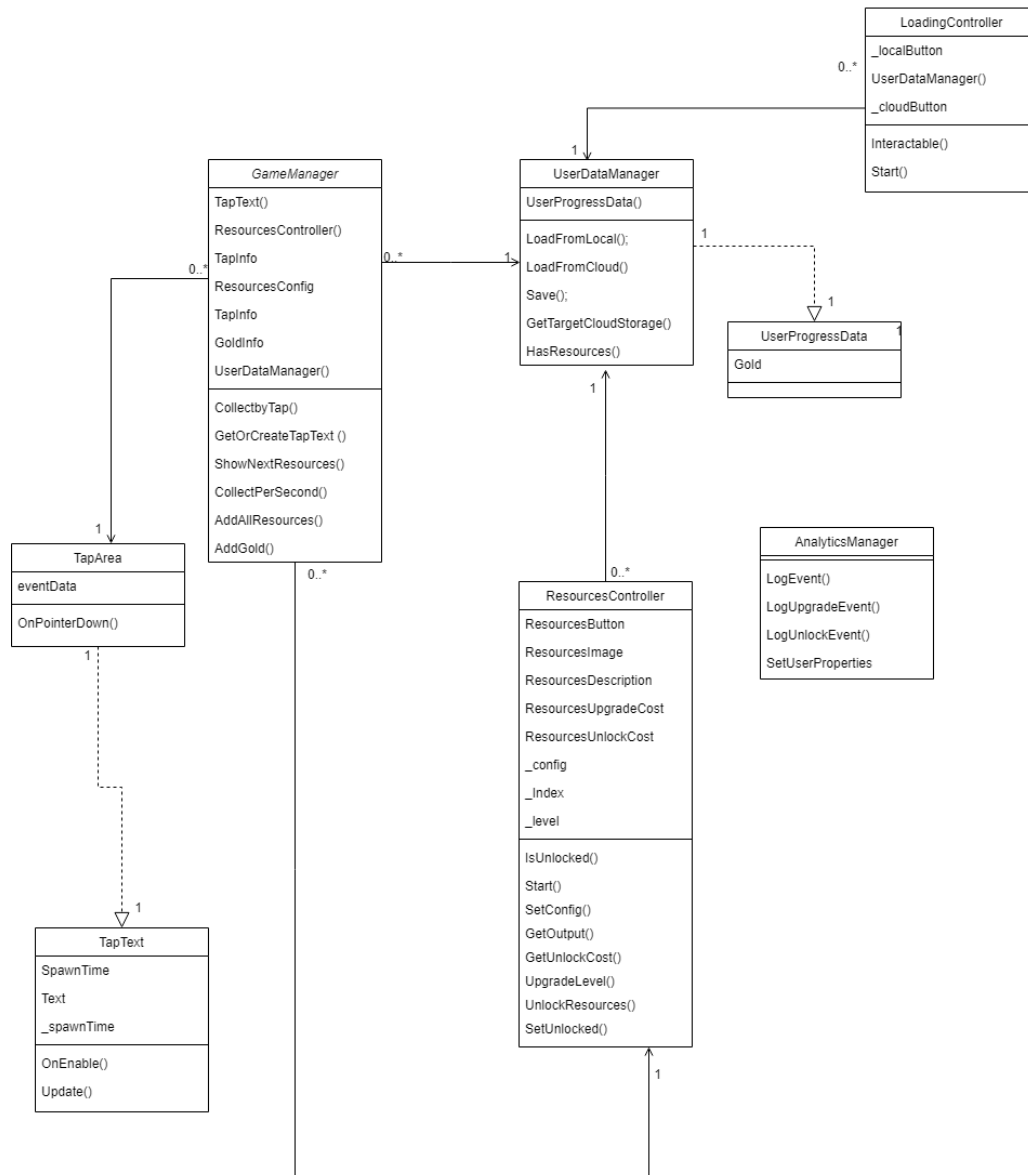 LoadingController
_localButton
UserDataManager()
_cloudButton
Interactable()
Start()
0..*
1
GameManager
TapText()
ResourcesController()
TapInfo
ResourcesConfig
TapInfo
GoldInfo
UserDataManager()
CollectbyTap()
GetOrCreateTapText ()
ShowNextResources()
CollectPerSecond()
AddAllResources()
AddGold()
0..*
0..*
1
0..*
UserDataManager
UserProgressData()
LoadFromLocal();
LoadFromCloud()
Save();
GetTargetCloudStorage()
HasResources()
1
1
1
UserProgressData
1
Gold
1
TapArea
eventData
OnPointerDown()
1
1
TapText
SpawnTime
Text
_spawnTime
OnEnable()
Update()
0..*
ResourcesController
ResourcesButton
ResourcesImage
ResourcesDescription
ResourcesUpgradeCost
ResourcesUnlockCost
_config
_Index
_level
IsUnlocked()
Start()
SetConfig()
GetOutput()
GetUnlockCost()
UpgradeLevel()
UnlockResources()
SetUnlocked()
1
AnalyticsManager
LogEvent()
LogUpgradeEvent()
LogUnlockEvent()
SetUserProperties